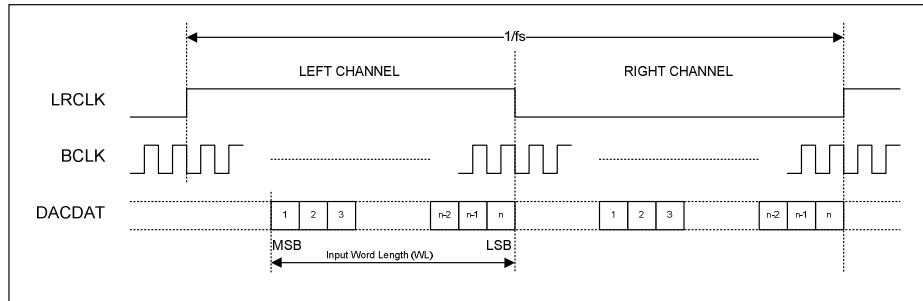 1/fs
LEFT CHANNEL RIGHT CHANNEL
LRCLK
BCLK
DACDAT
1 2 3 n-2 n-1 n 1 2 3 n-2 n-1 n
MSB LSB
Input Word Length (WL)